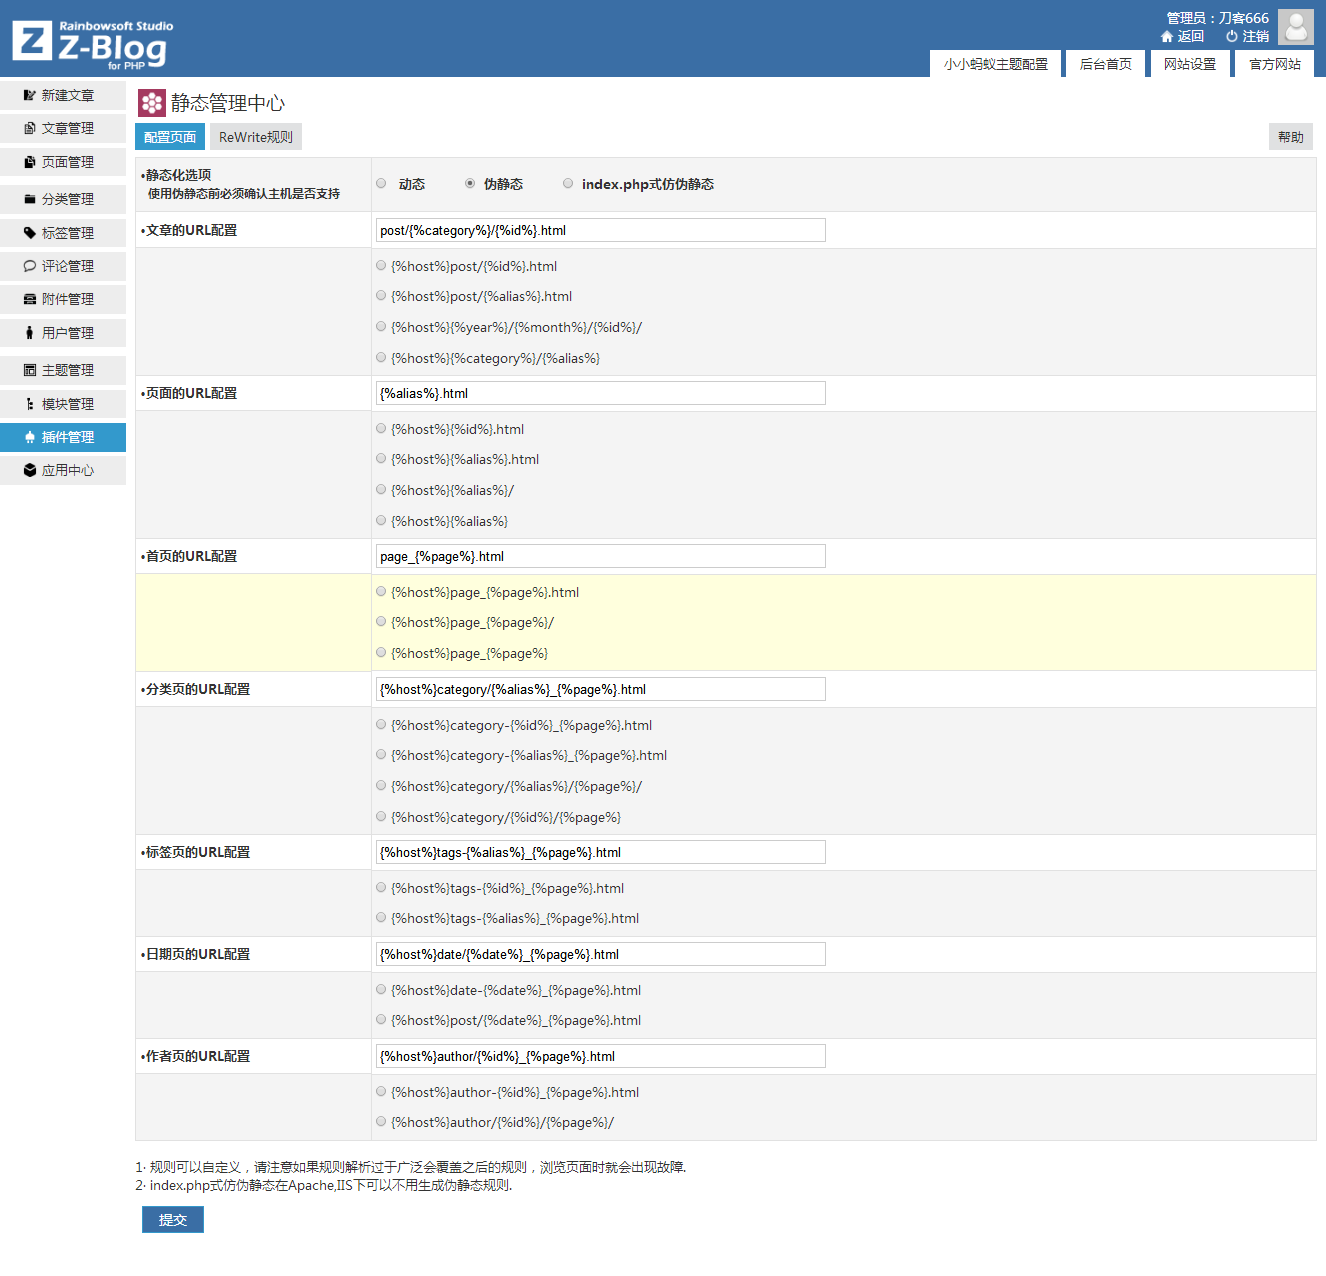 Rainbowsoft Studio
Z-Blog
for PHP
管理员：刀客666
返回 注销
小小蚂蚁主题配置 后台首页 网站设置 官方网站
新建文章
文章管理
页面管理
分类管理
标签管理
评论管理
附件管理
用户管理
主题管理
模块管理
插件管理
应用中心
静态管理中心
配置页面 ReWrite规则 帮助
·静态化选项
使用伪静态前必须确认主机是否支持
动态 伪静态 index.php式仿伪静态
·文章的URL配置 post/{%category%}/{%id%}.html
{%host%}post/{%id%}.html
{%host%}post/{%alias%}.html
{%host%}{%year%}/{%month%}/{%id%}/
{%host%}{%category%}/{%alias%}
·页面的URL配置 {%alias%}.html
{%host%}{%id%}.html
{%host%}{%alias%}.html
{%host%}{%alias%}/
{%host%}{%alias%}
·首页的URL配置 page_{%page%}.html
{%host%}page_{%page%}.html
{%host%}page_{%page%}/
{%host%}page_{%page%}
·分类页的URL配置 {%host%}category/{%alias%}_{%page%}.html
{%host%}category-{%id%}_{%page%}.html
{%host%}category-{%alias%}_{%page%}.html
{%host%}category/{%alias%}/{%page%}/
{%host%}category/{%id%}/{%page%}
·标签页的URL配置 {%host%}tags-{%alias%}_{%page%}.html
{%host%}tags-{%id%}_{%page%}.html
{%host%}tags-{%alias%}_{%page%}.html
·日期页的URL配置 {%host%}date/{%date%}_{%page%}.html
{%host%}date-{%date%}_{%page%}.html
{%host%}post/{%date%}_{%page%}.html
·作者页的URL配置 {%host%}author/{%id%}_{%page%}.html
{%host%}author-{%id%}_{%page%}.html
{%host%}author/{%id%}/{%page%}/
1· 规则可以自定义，请注意如果规则解析过于广泛会覆盖之后的规则，浏览页面时就会出现故障.
2· index.php式仿伪静态在Apache,IIS下可以不用生成伪静态规则.
提交